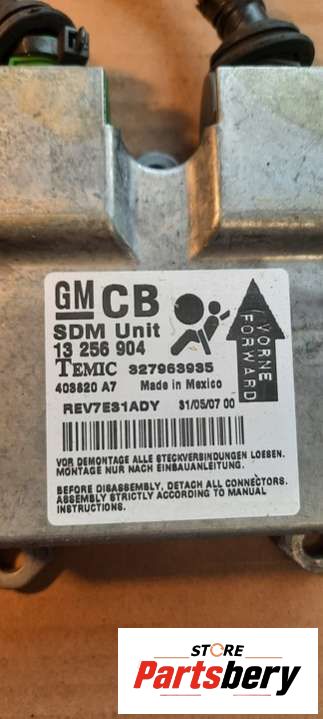 GM CB
SDM Unit
13 256 904
TEMIC 327963935
403620 A7 Made in Mexico
VORNE
FORWARD
REV7E31ADY 31/05/07 00
VOR DEMONTAGE ALLE STECKVERBINDUNGEN LOESEN.
MONTAGE NUR NACH EINBAUANLEITUNG.
BEFORE DISASSEMBLY, DETACH ALL CONNECTORS.
ASSEMBLY STRICTLY ACCORDING TO MANUAL
INSTRUCTIONS.
STORE
Partsbery